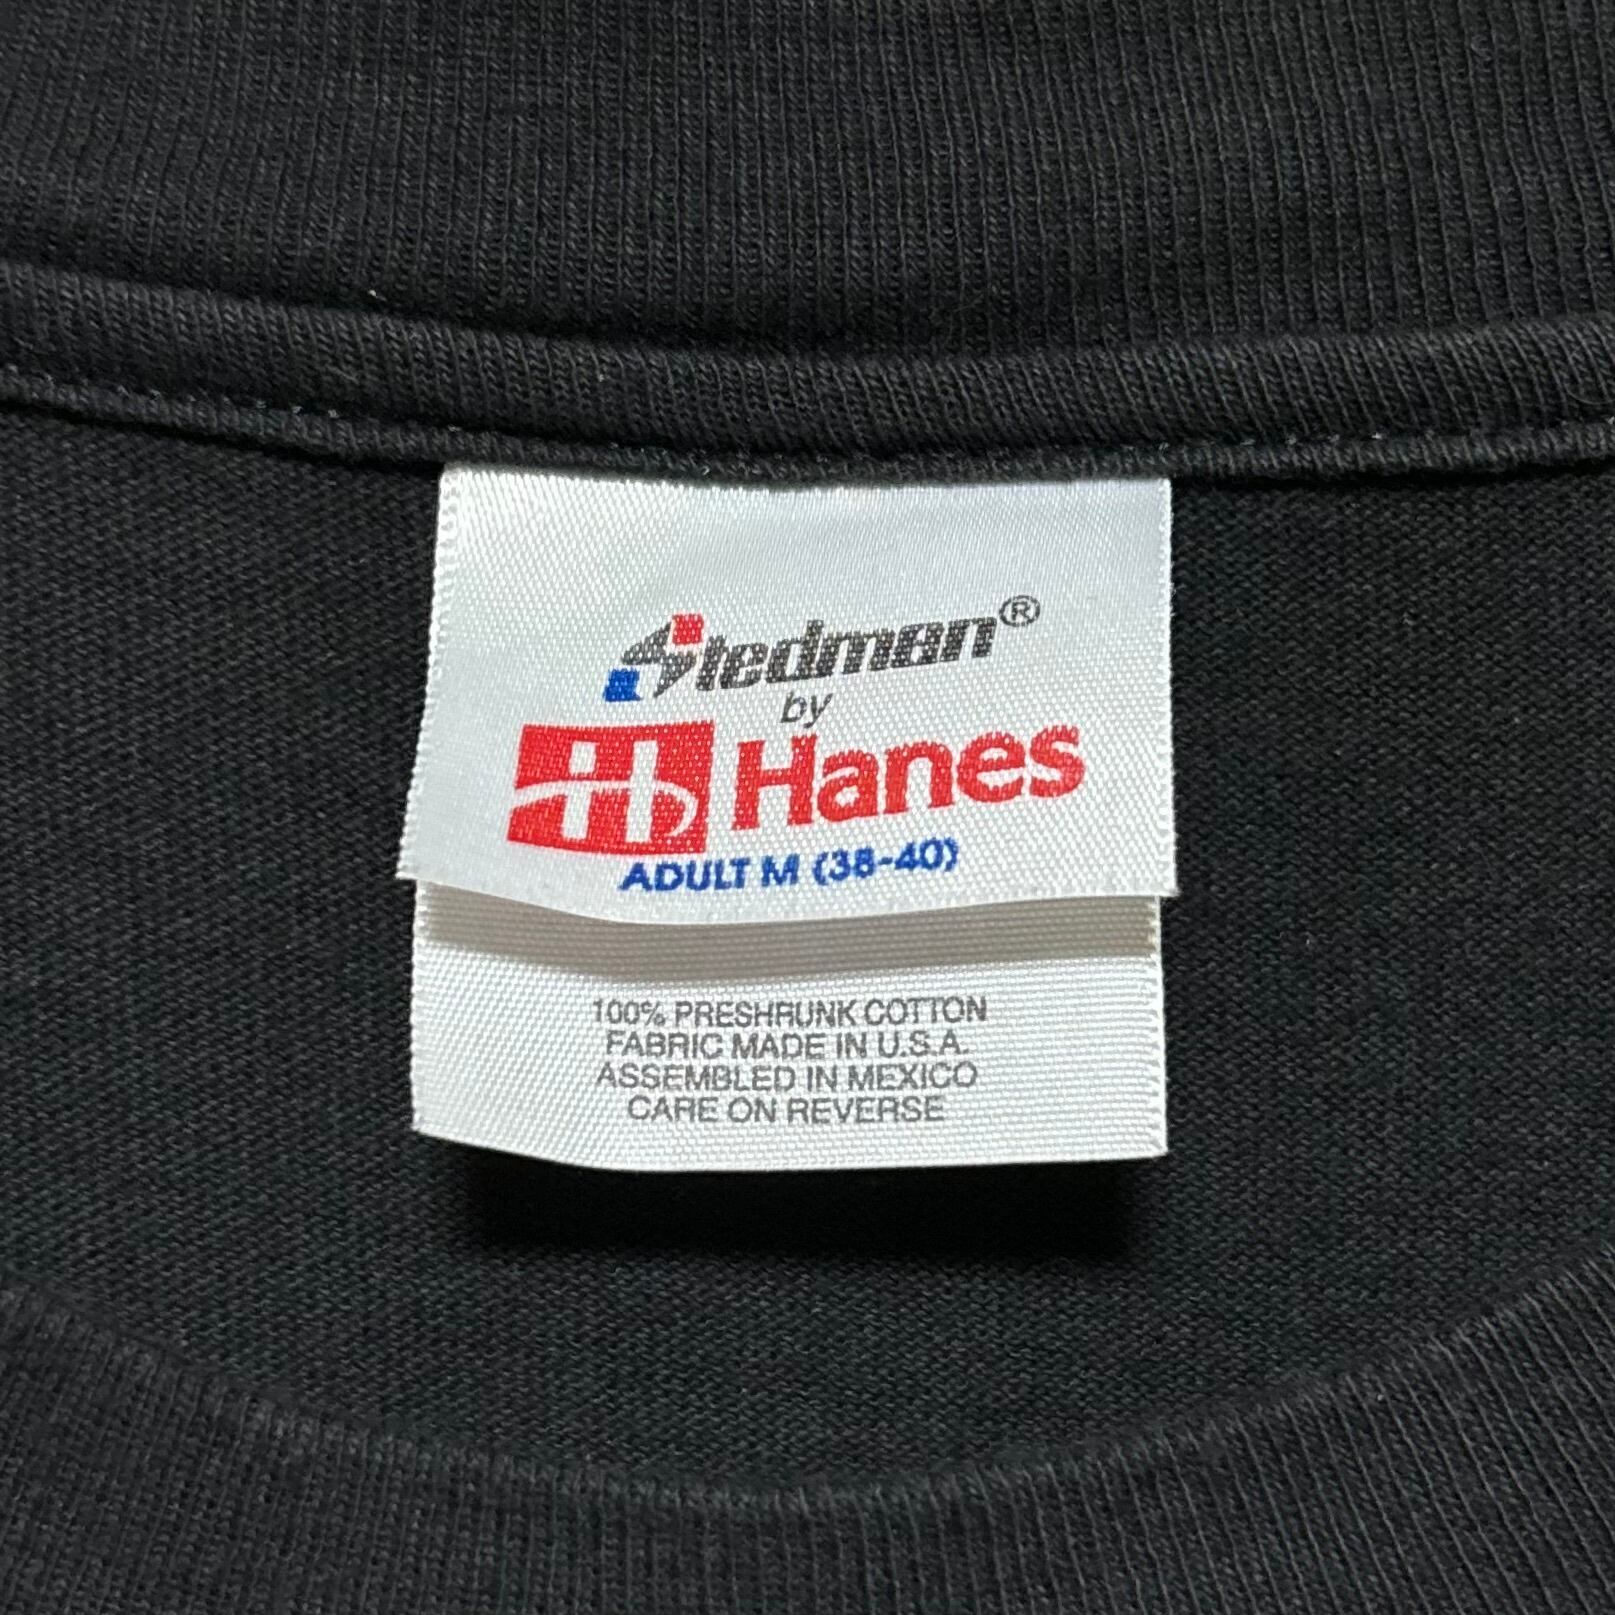 Stedman®
by
H Hanes
ADULT M (38-40)
100% PRESHRUNK COTTON
FABRIC MADE IN U.S.A.
ASSEMBLED IN MEXICO
CARE ON REVERSE